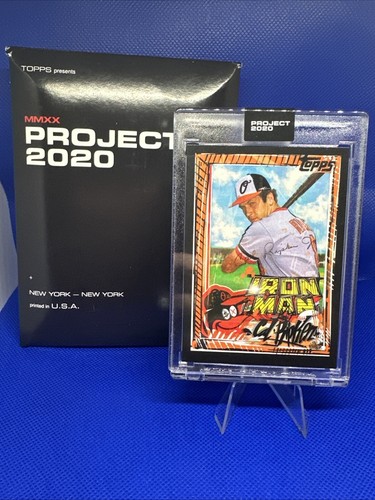 TOPPS presents
MMXX
PROJECT
2020
NEW YORK – NEW YORK
printed in U.S.A.
PROJECT
2020
Topps
IRON
MAN